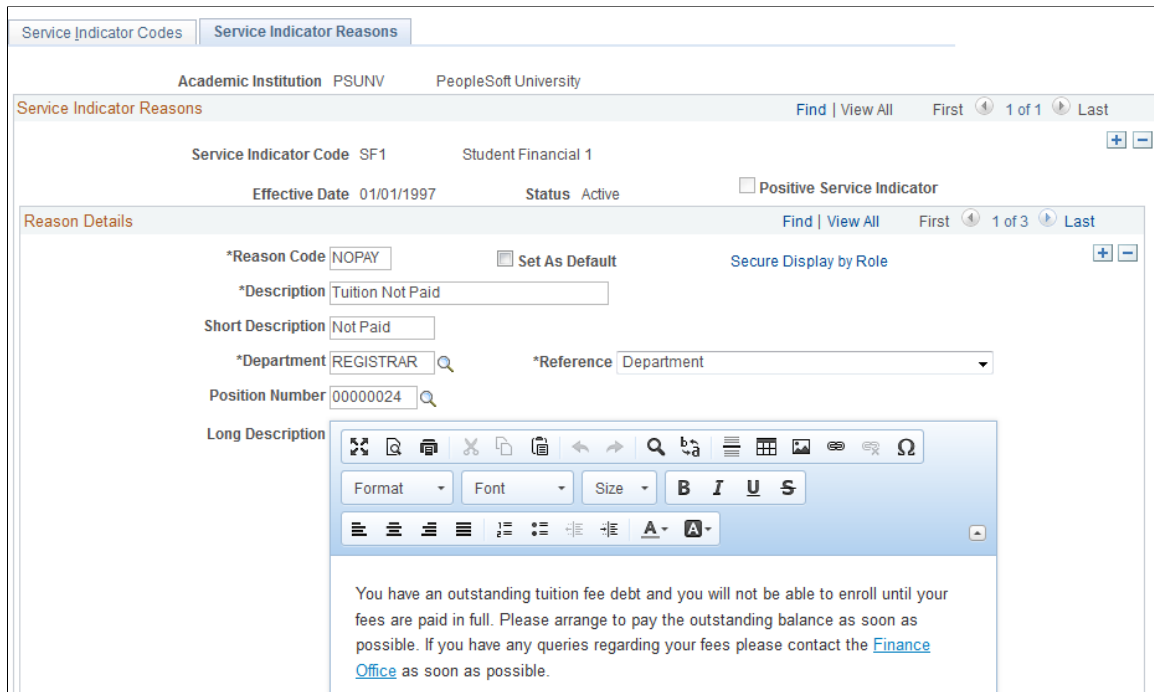 Service Indicator Codes Service Indicator Reasons
Academic Institution PSUNV PeopleSoft University
Service Indicator Reasons Find | View All First 1 of 1 Last
Service Indicator Code SF1 Student Financial 1
Effective Date 01/01/1997 Status Active Positive Service Indicator
Reason Details Find | View All First 1 of 3 Last
*Reason Code NOPAY Set As Default Secure Display by Role
*Description Tuition Not Paid
Short Description Not Paid
*Department REGISTRAR *Reference Department
Position Number 00000024
Long Description
Format Font Size B I U S
A A
You have an outstanding tuition fee debt and you will not be able to enroll until your
fees are paid in full. Please arrange to pay the outstanding balance as soon as
possible. If you have any queries regarding your fees please contact the Finance
Office as soon as possible.